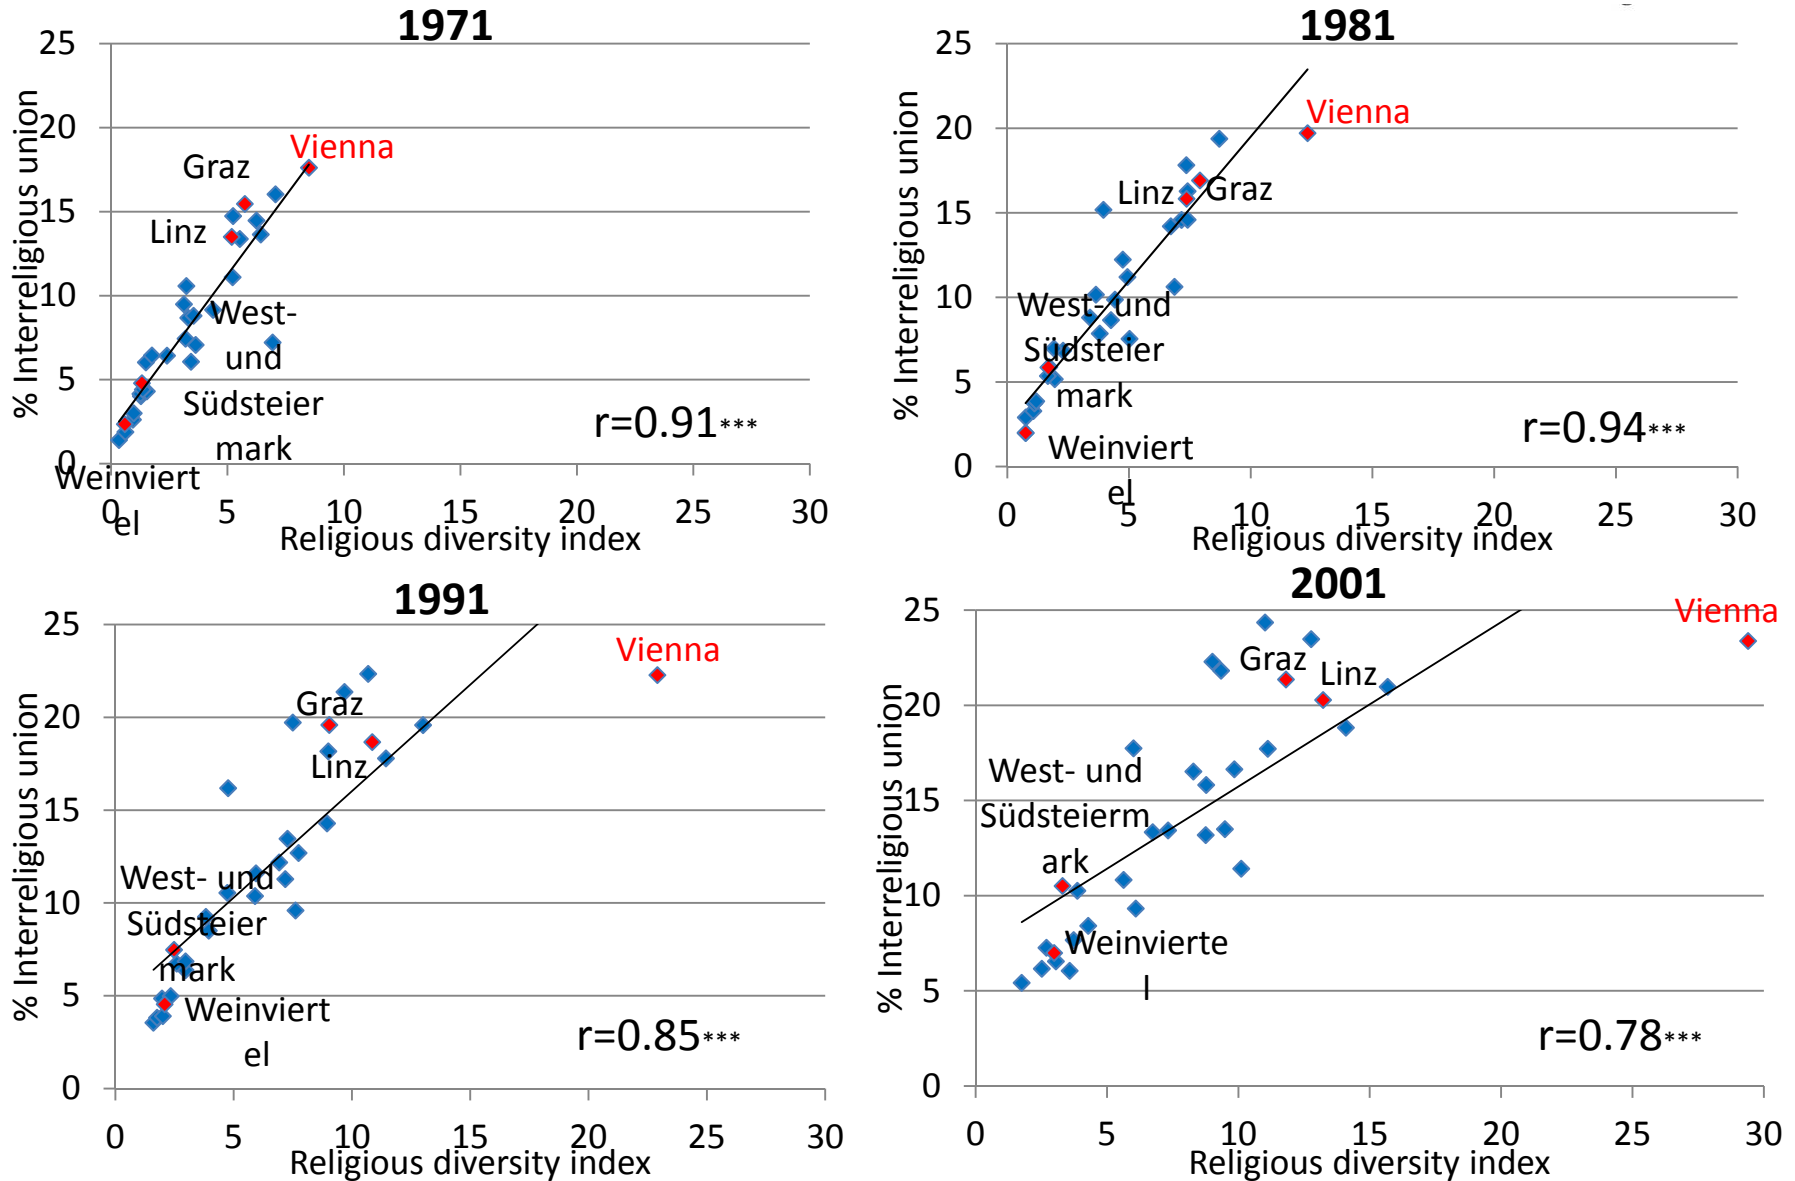 1971
25
20
15
10
5
0
% Interreligious union
Vienna
Graz
Linz
West-
und
Südsteier
mark
Weinviert
el
r=0.91***
0 5 10 15 20 25 30
Religious diversity index
1981
25
20
15
10
5
0
% Interreligious union
Vienna
Linz
Graz
West- und
Südsteier
mark
Weinviert
el
r=0.94***
0 5 10 15 20 25 30
Religious diversity index
1991
25
20
15
10
5
0
% Interreligious union
Vienna
Graz
Linz
West- und
Südsteier
mark
Weinviert
el
r=0.85***
0 5 10 15 20 25 30
Religious diversity index
2001
25
20
15
10
5
0
% Interreligious union
Vienna
Graz
Linz
West- und
Südsteierm
ark
Weinvierte
l
r=0.78***
0 5 10 15 20 25 30
Religious diversity index